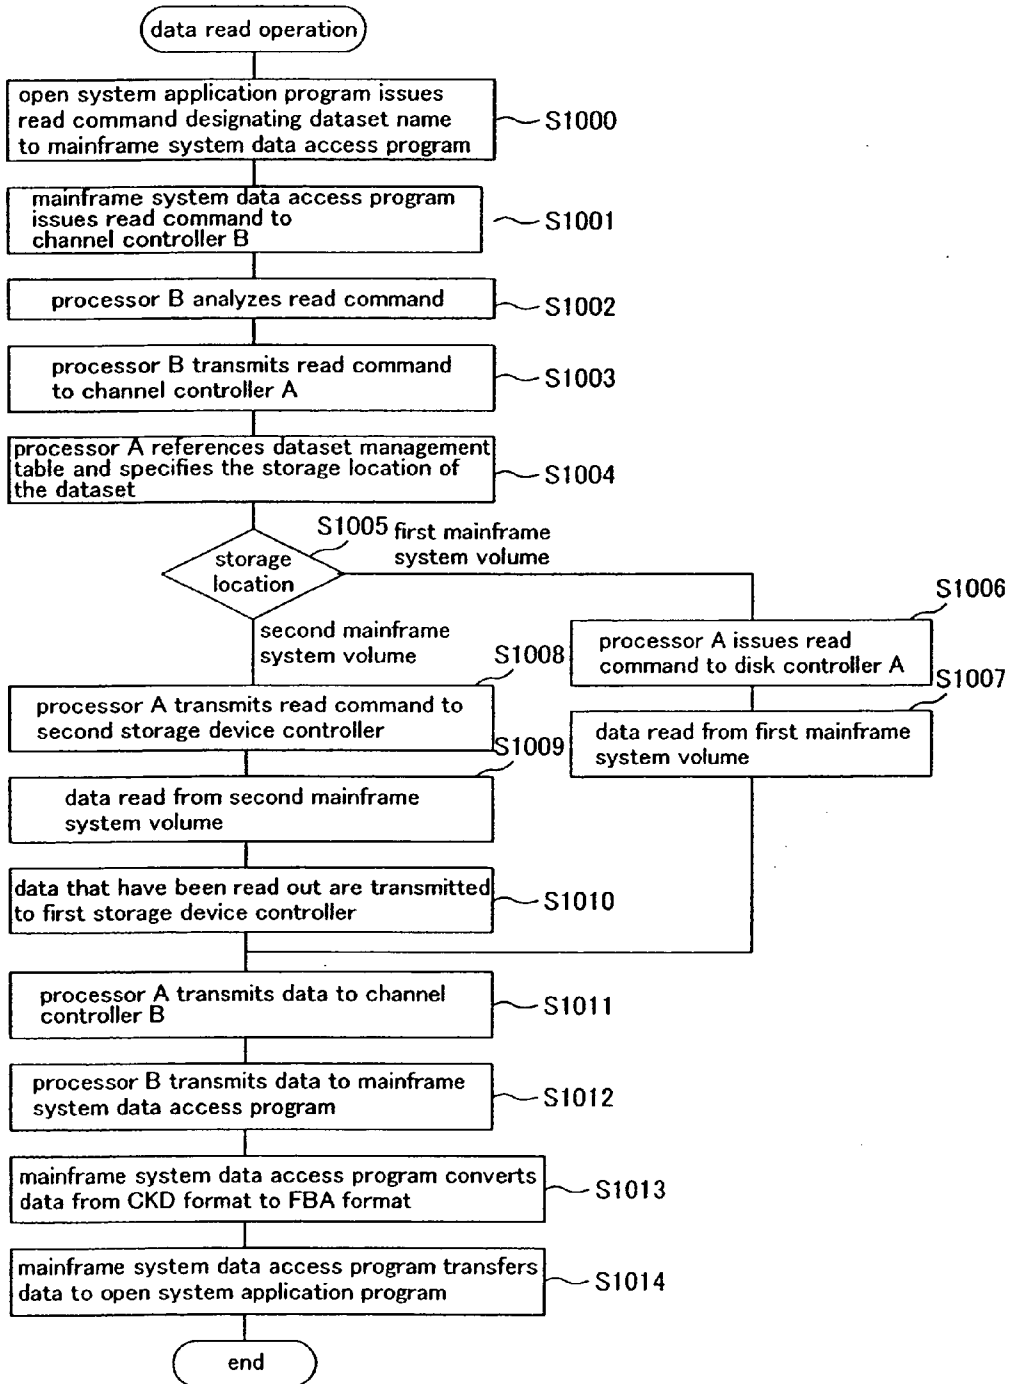 data read operation
open system application program issues
read command designating dataset name
to mainframe system data access program
S1000
mainframe system data access program
issues read command to
channel controller B
S1001
processor B analyzes read command
S1002
processor B transmits read command
to channel controller A
S1003
processor A references dataset management
table and specifies the storage location of
the dataset
S1004
S1005
storage
location
first mainframe
system volume
second mainframe
system volume
S1006
processor A issues read
command to disk controller A
S1007
data read from first mainframe
system volume
S1008
processor A transmits read command to
second storage device controller
S1009
data read from second mainframe
system volume
data that have been read out are transmitted
to first storage device controller
S1010
processor A transmits data to channel
controller B
S1011
processor B transmits data to mainframe
system data access program
S1012
mainframe system data access program converts
data from CKD format to FBA format
S1013
mainframe system data access program transfers
data to open system application program
S1014
end